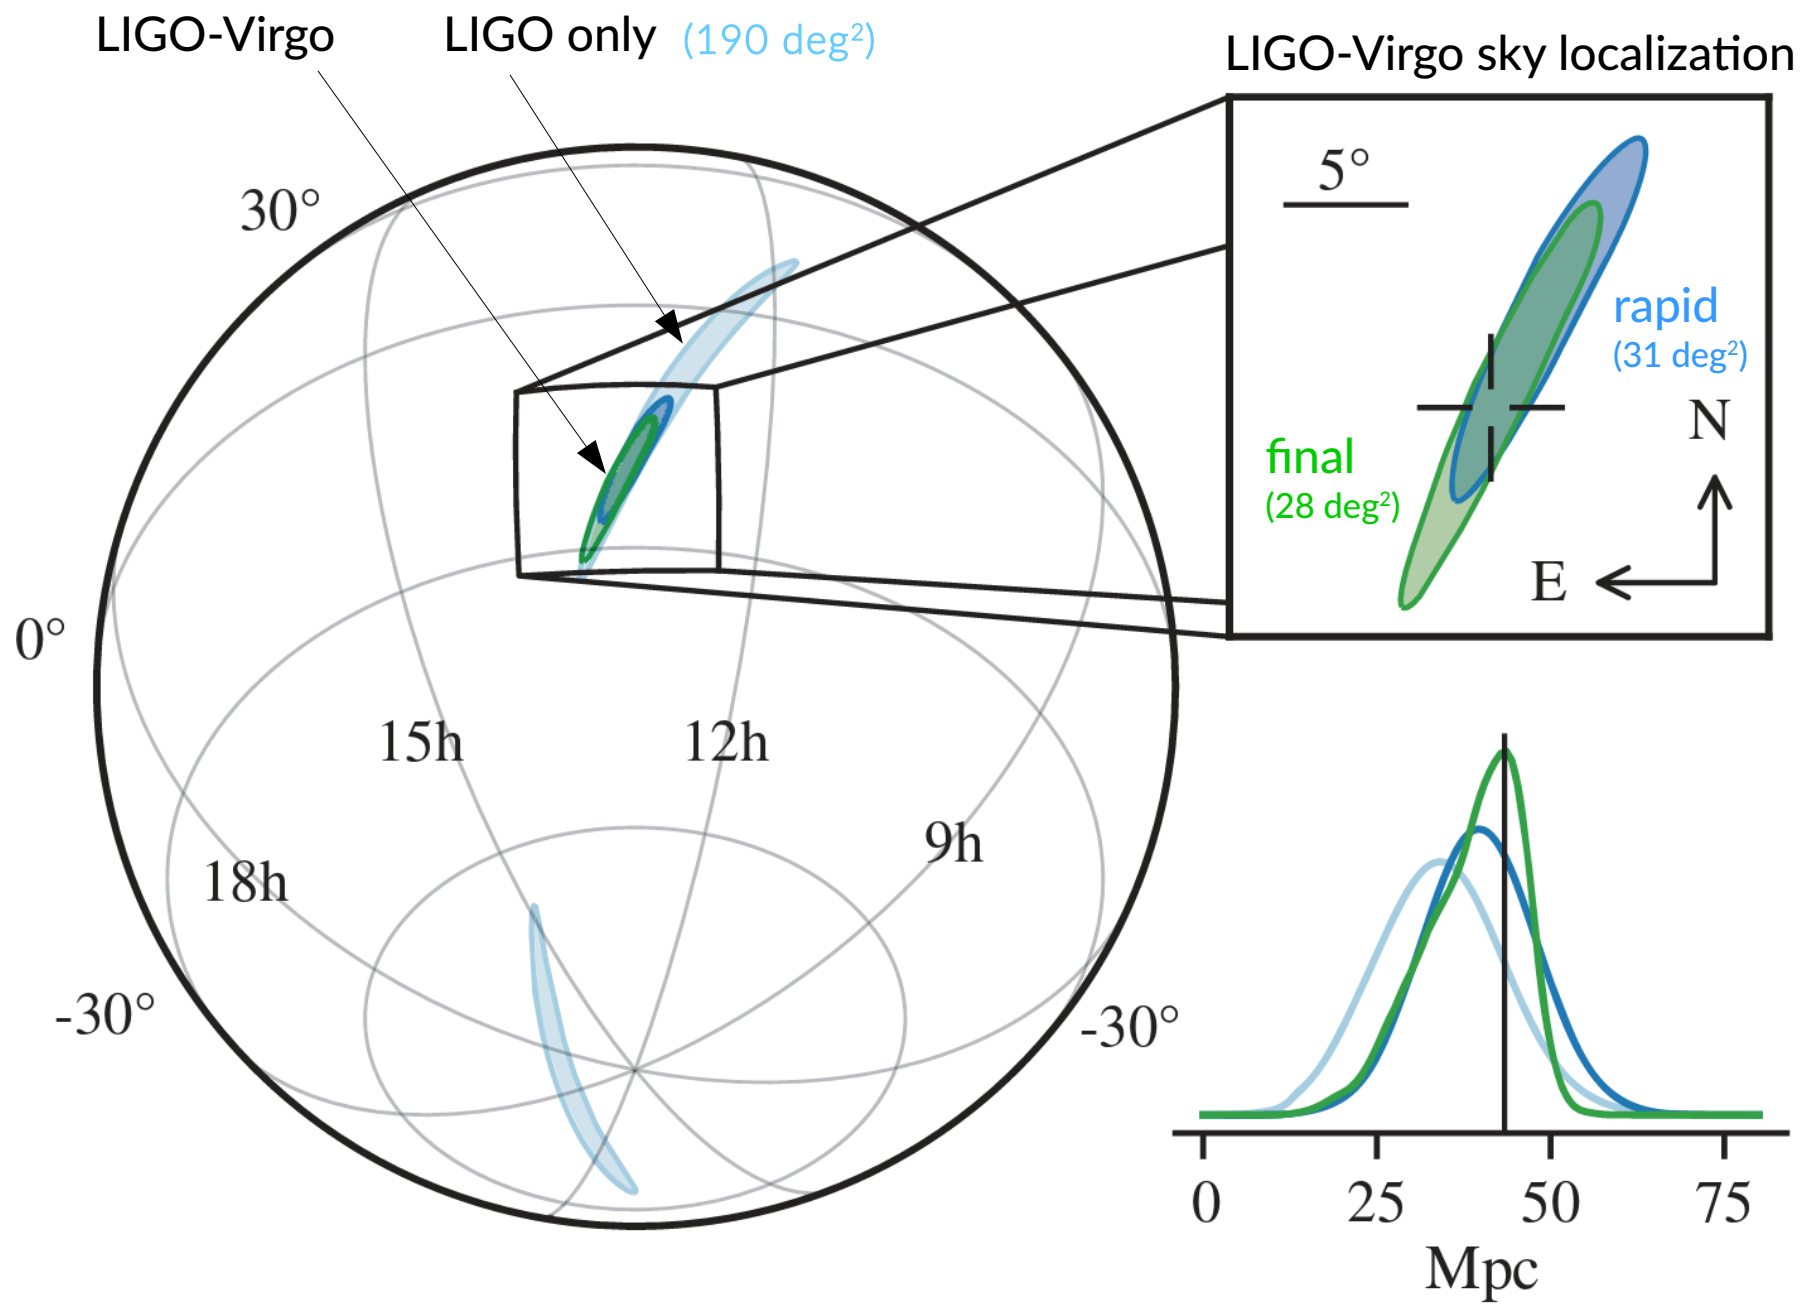 LIGO-Virgo
LIGO only (190 deg²)
LIGO-Virgo sky localization
5°
rapid
(31 deg²)
final
(28 deg²)
N
E
30°
0°
15h
12h
18h
9h
-30°
-30°
0 25 50 75
Mpc